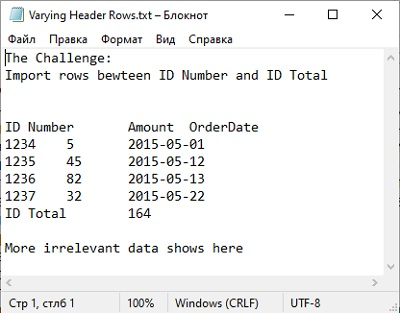 Varying Header Rows.txt – Блокнот
Файл Правка Формат Вид Справка
The Challenge:
Import rows bewteen ID Number and ID Total
ID Number Amount OrderDate
1234 5 2015-05-01
1235 45 2015-05-12
1236 82 2015-05-13
1237 32 2015-05-22
ID Total 164
More irrelevant data shows here
Стр 1, стлб 1 100% Windows (CRLF) UTF-8